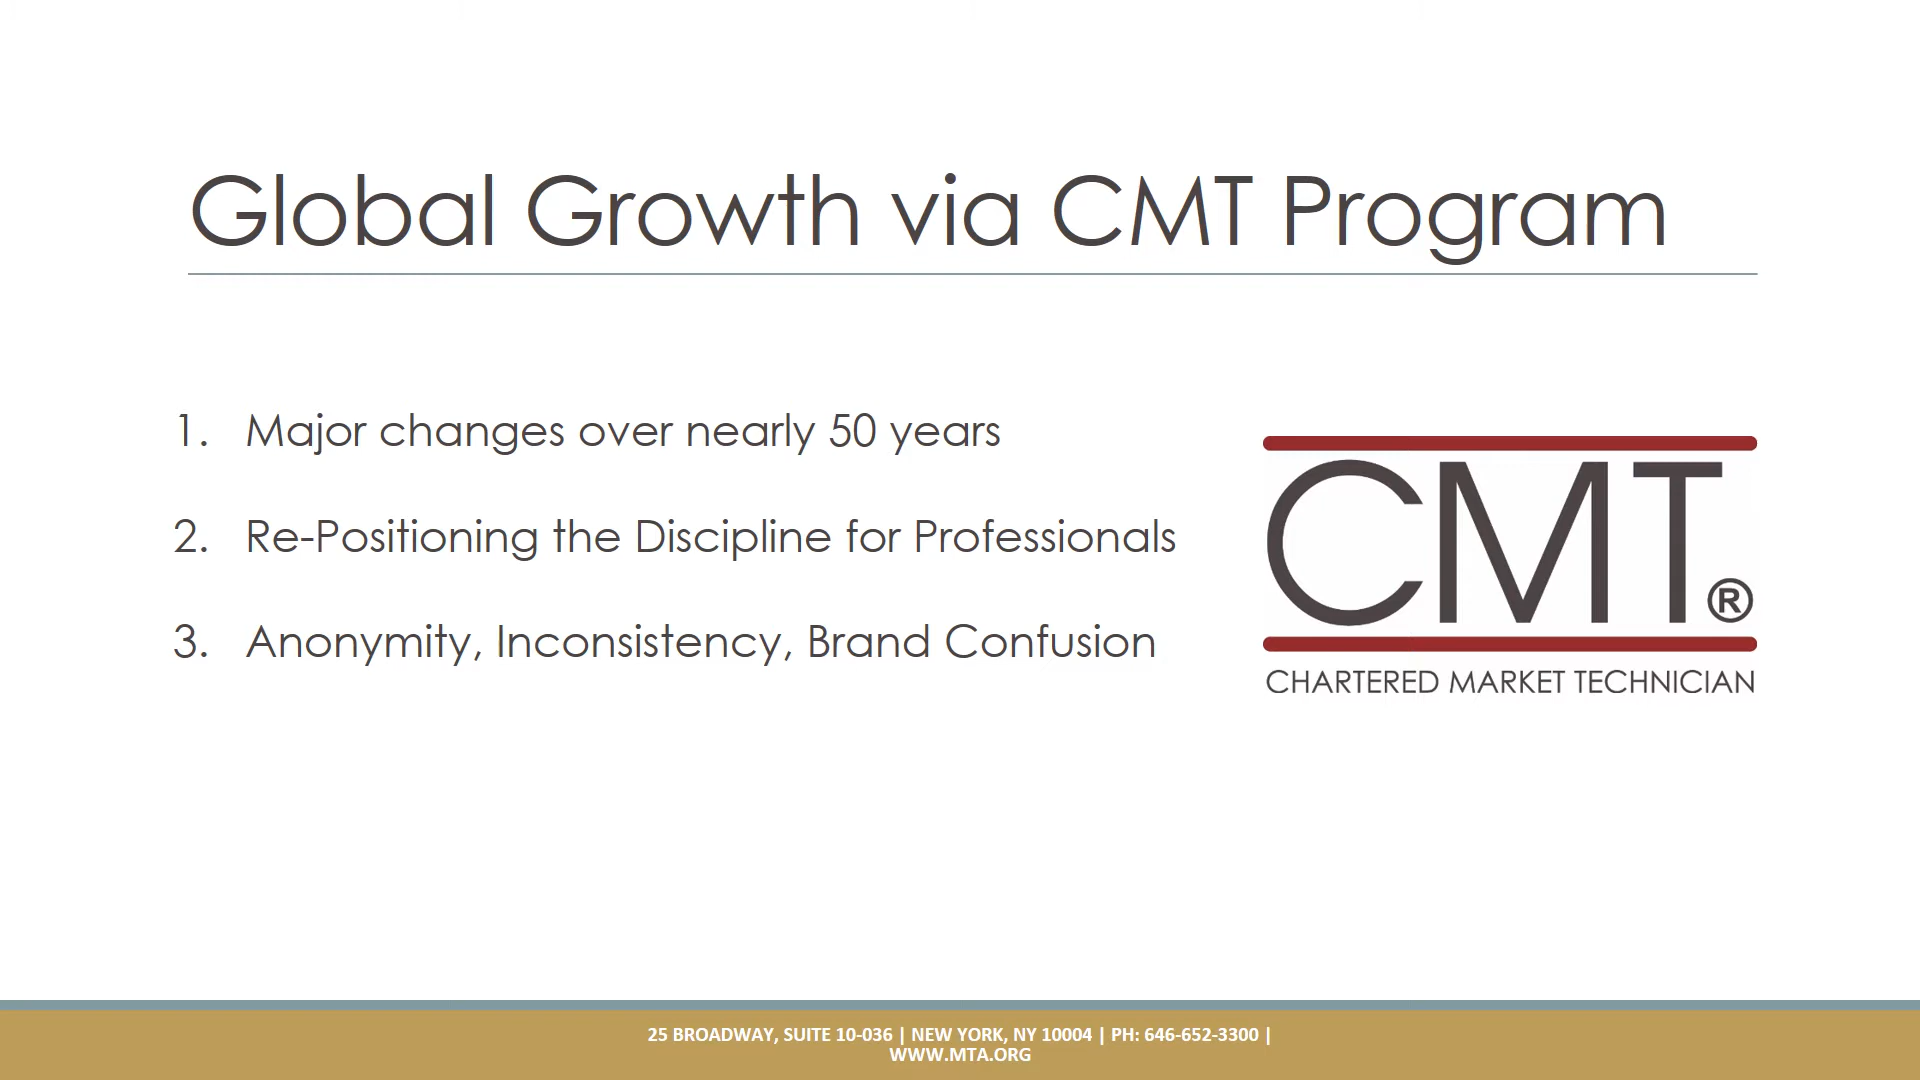 Global Growth via CMT Program
1. Major changes over nearly 50 years
2. Re-Positioning the Discipline for Professionals
3. Anonymity, Inconsistency, Brand Confusion
CMT®
CHARTERED MARKET TECHNICIAN
25 BROADWAY, SUITE 10-036 | NEW YORK, NY 10004 | PH: 646-652-3300 |
WWW.MTA.ORG